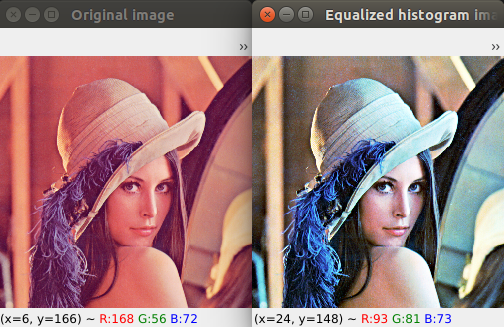 Original image
Equalized histogram im
››
››
(x=6, y=166) ~ R:168 G:56 B:72
(x=24, y=148) ~ R:93 G:81 B:73